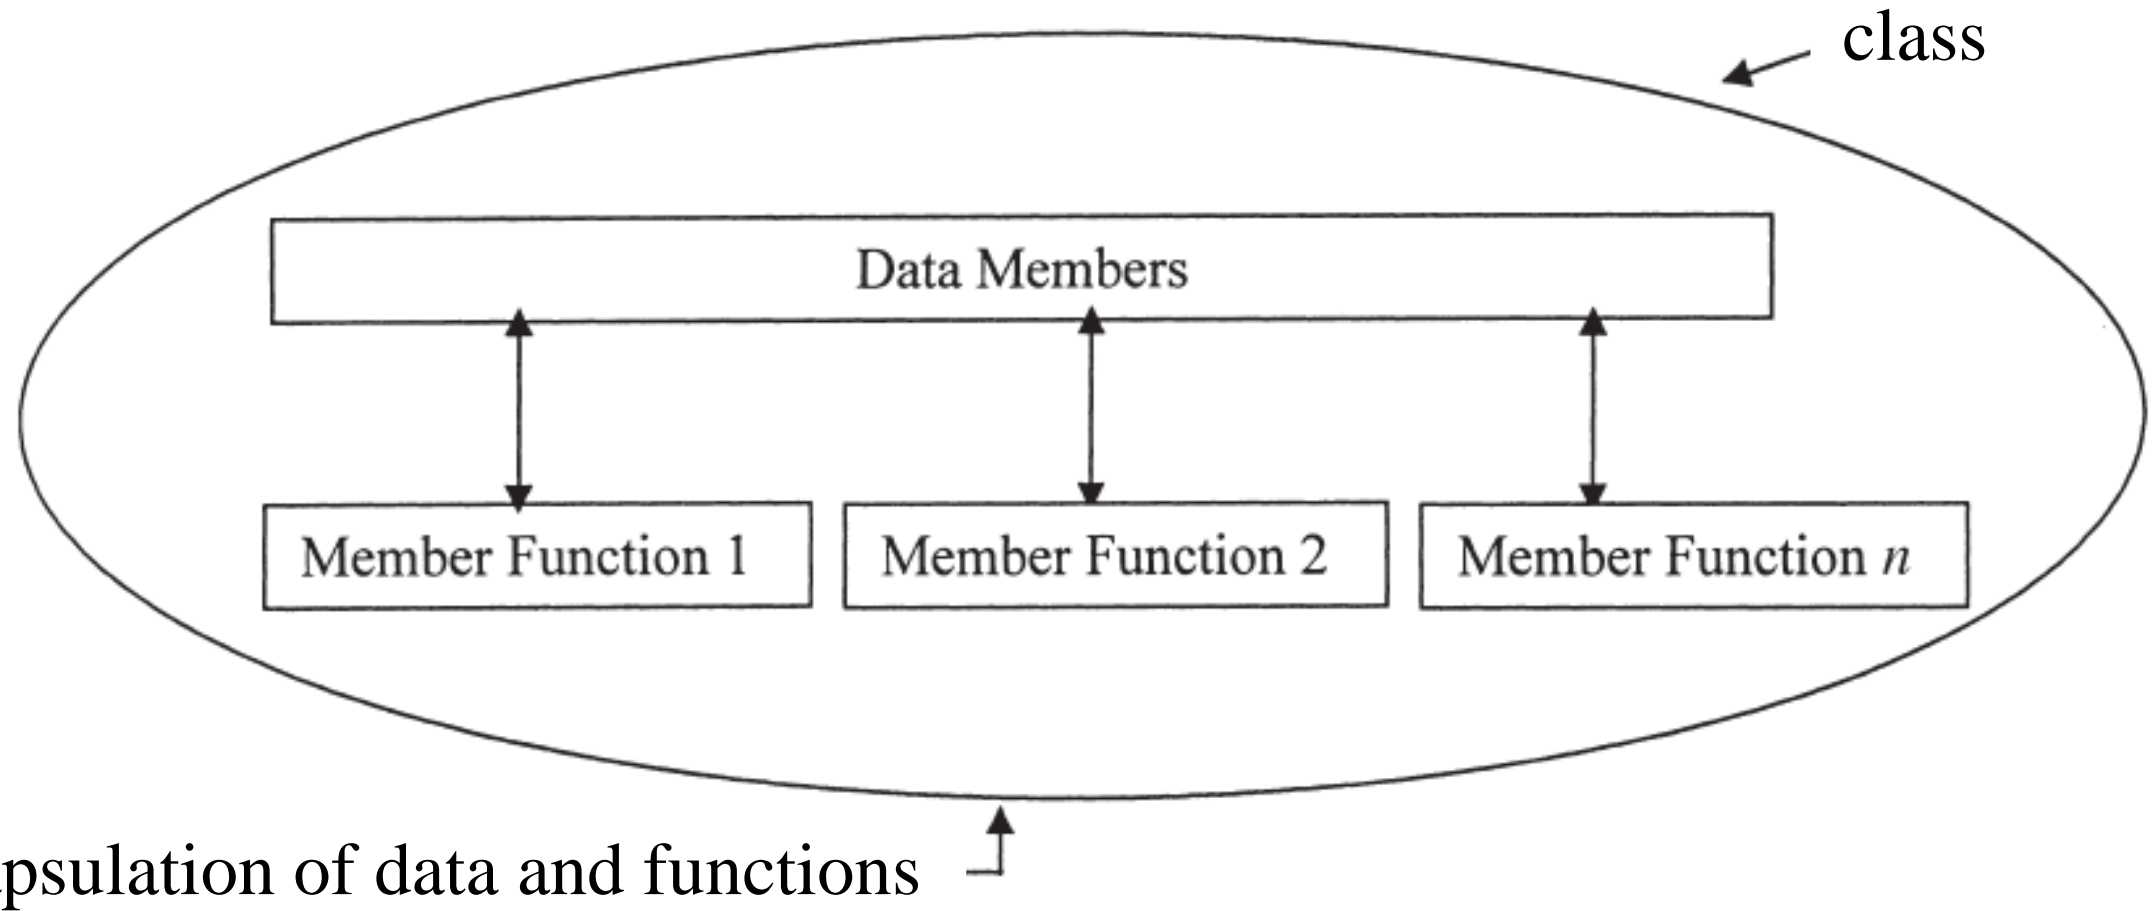 class
Data Members
Member Function 1
Member Function 2
Member Function n
psulation of data and functions